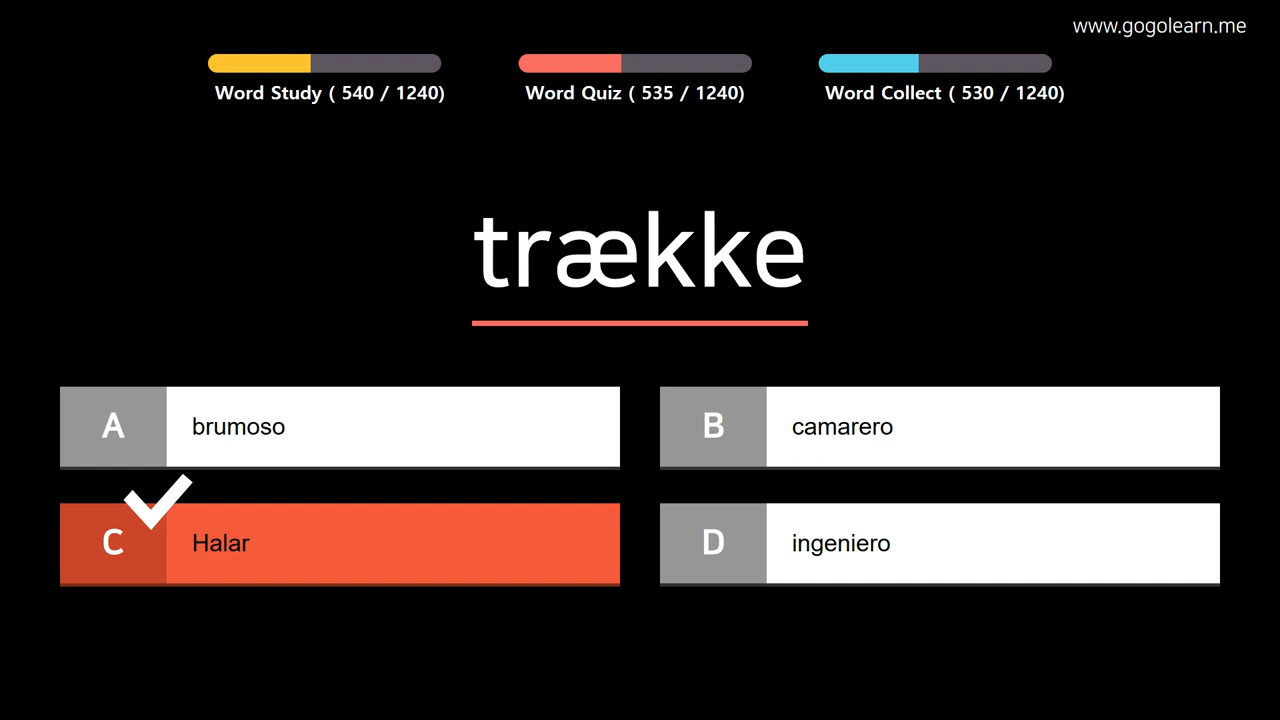 www.gogolearn.me
Word Study ( 540 / 1240)
Word Quiz ( 535 / 1240)
Word Collect ( 530 / 1240)
trække
A brumoso
B camarero
C Halar
D ingeniero